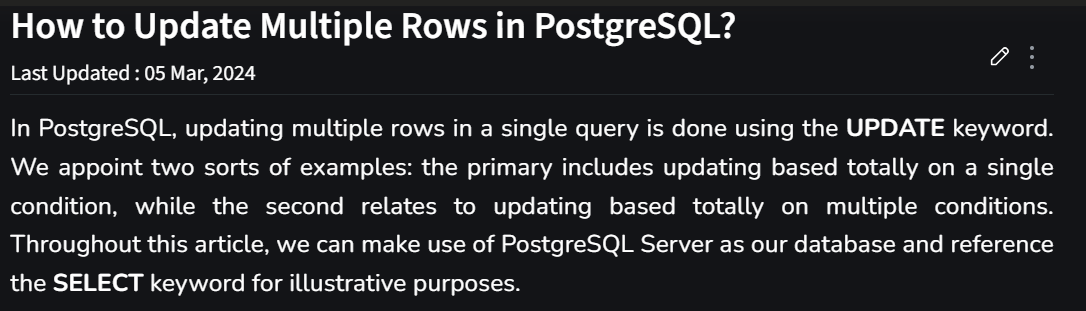 How to Update Multiple Rows in PostgreSQL?
Last Updated : 05 Mar, 2024
In PostgreSQL, updating multiple rows in a single query is done using the UPDATE keyword.
We appoint two sorts of examples: the primary includes updating based totally on a single
condition, while the second relates to updating based totally on multiple conditions.
Throughout this article, we can make use of PostgreSQL Server as our database and reference
the SELECT keyword for illustrative purposes.